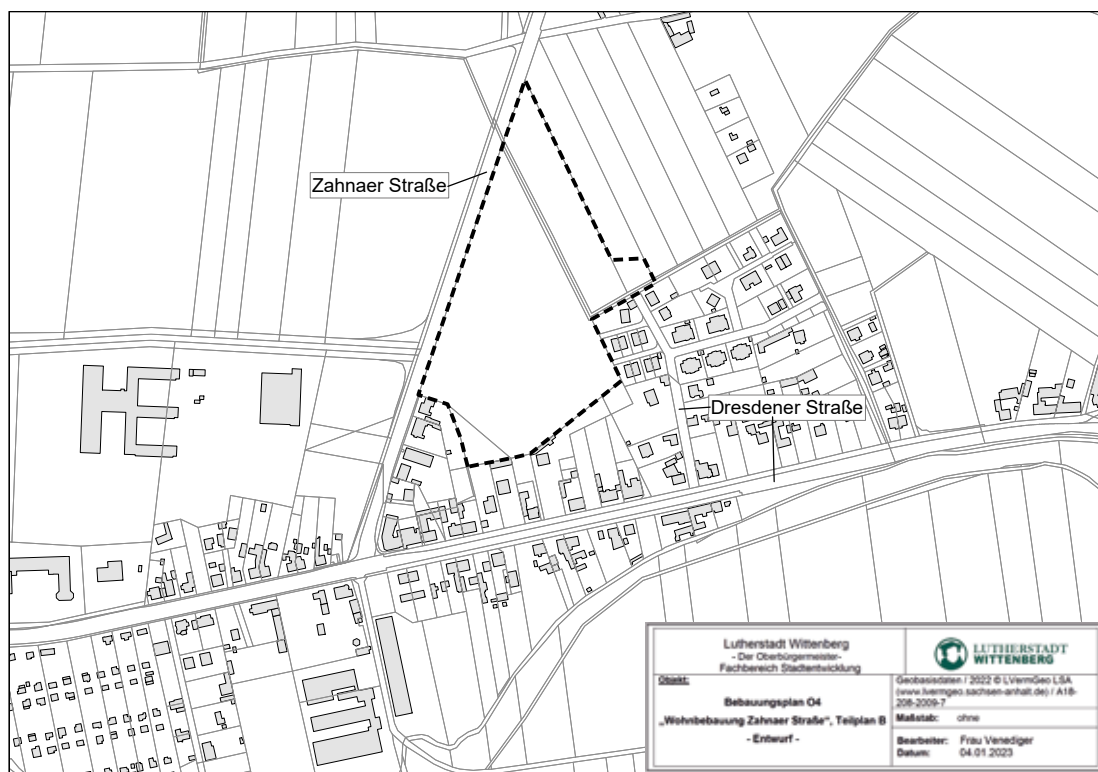 Zahnaer Straße
Dresdener Straße
Lutherstadt Wittenberg
- Der Oberbürgermeister-
Fachbereich Stadtentwicklung
LUTHERSTADT
WITTENBERG
Objekt:
Bebauungsplan O4
„Wohnbebauung Zahnaer Straße", Teilplan B
- Entwurf -
Geobasisdaten / 2022 © LVermGeo LSA
(www.lvermgeo.sachsen-anhalt.de) / A18-
208-2009-7
Maßstab: ohne
Bearbeiter: Frau Venediger
Datum: 04.01.2023